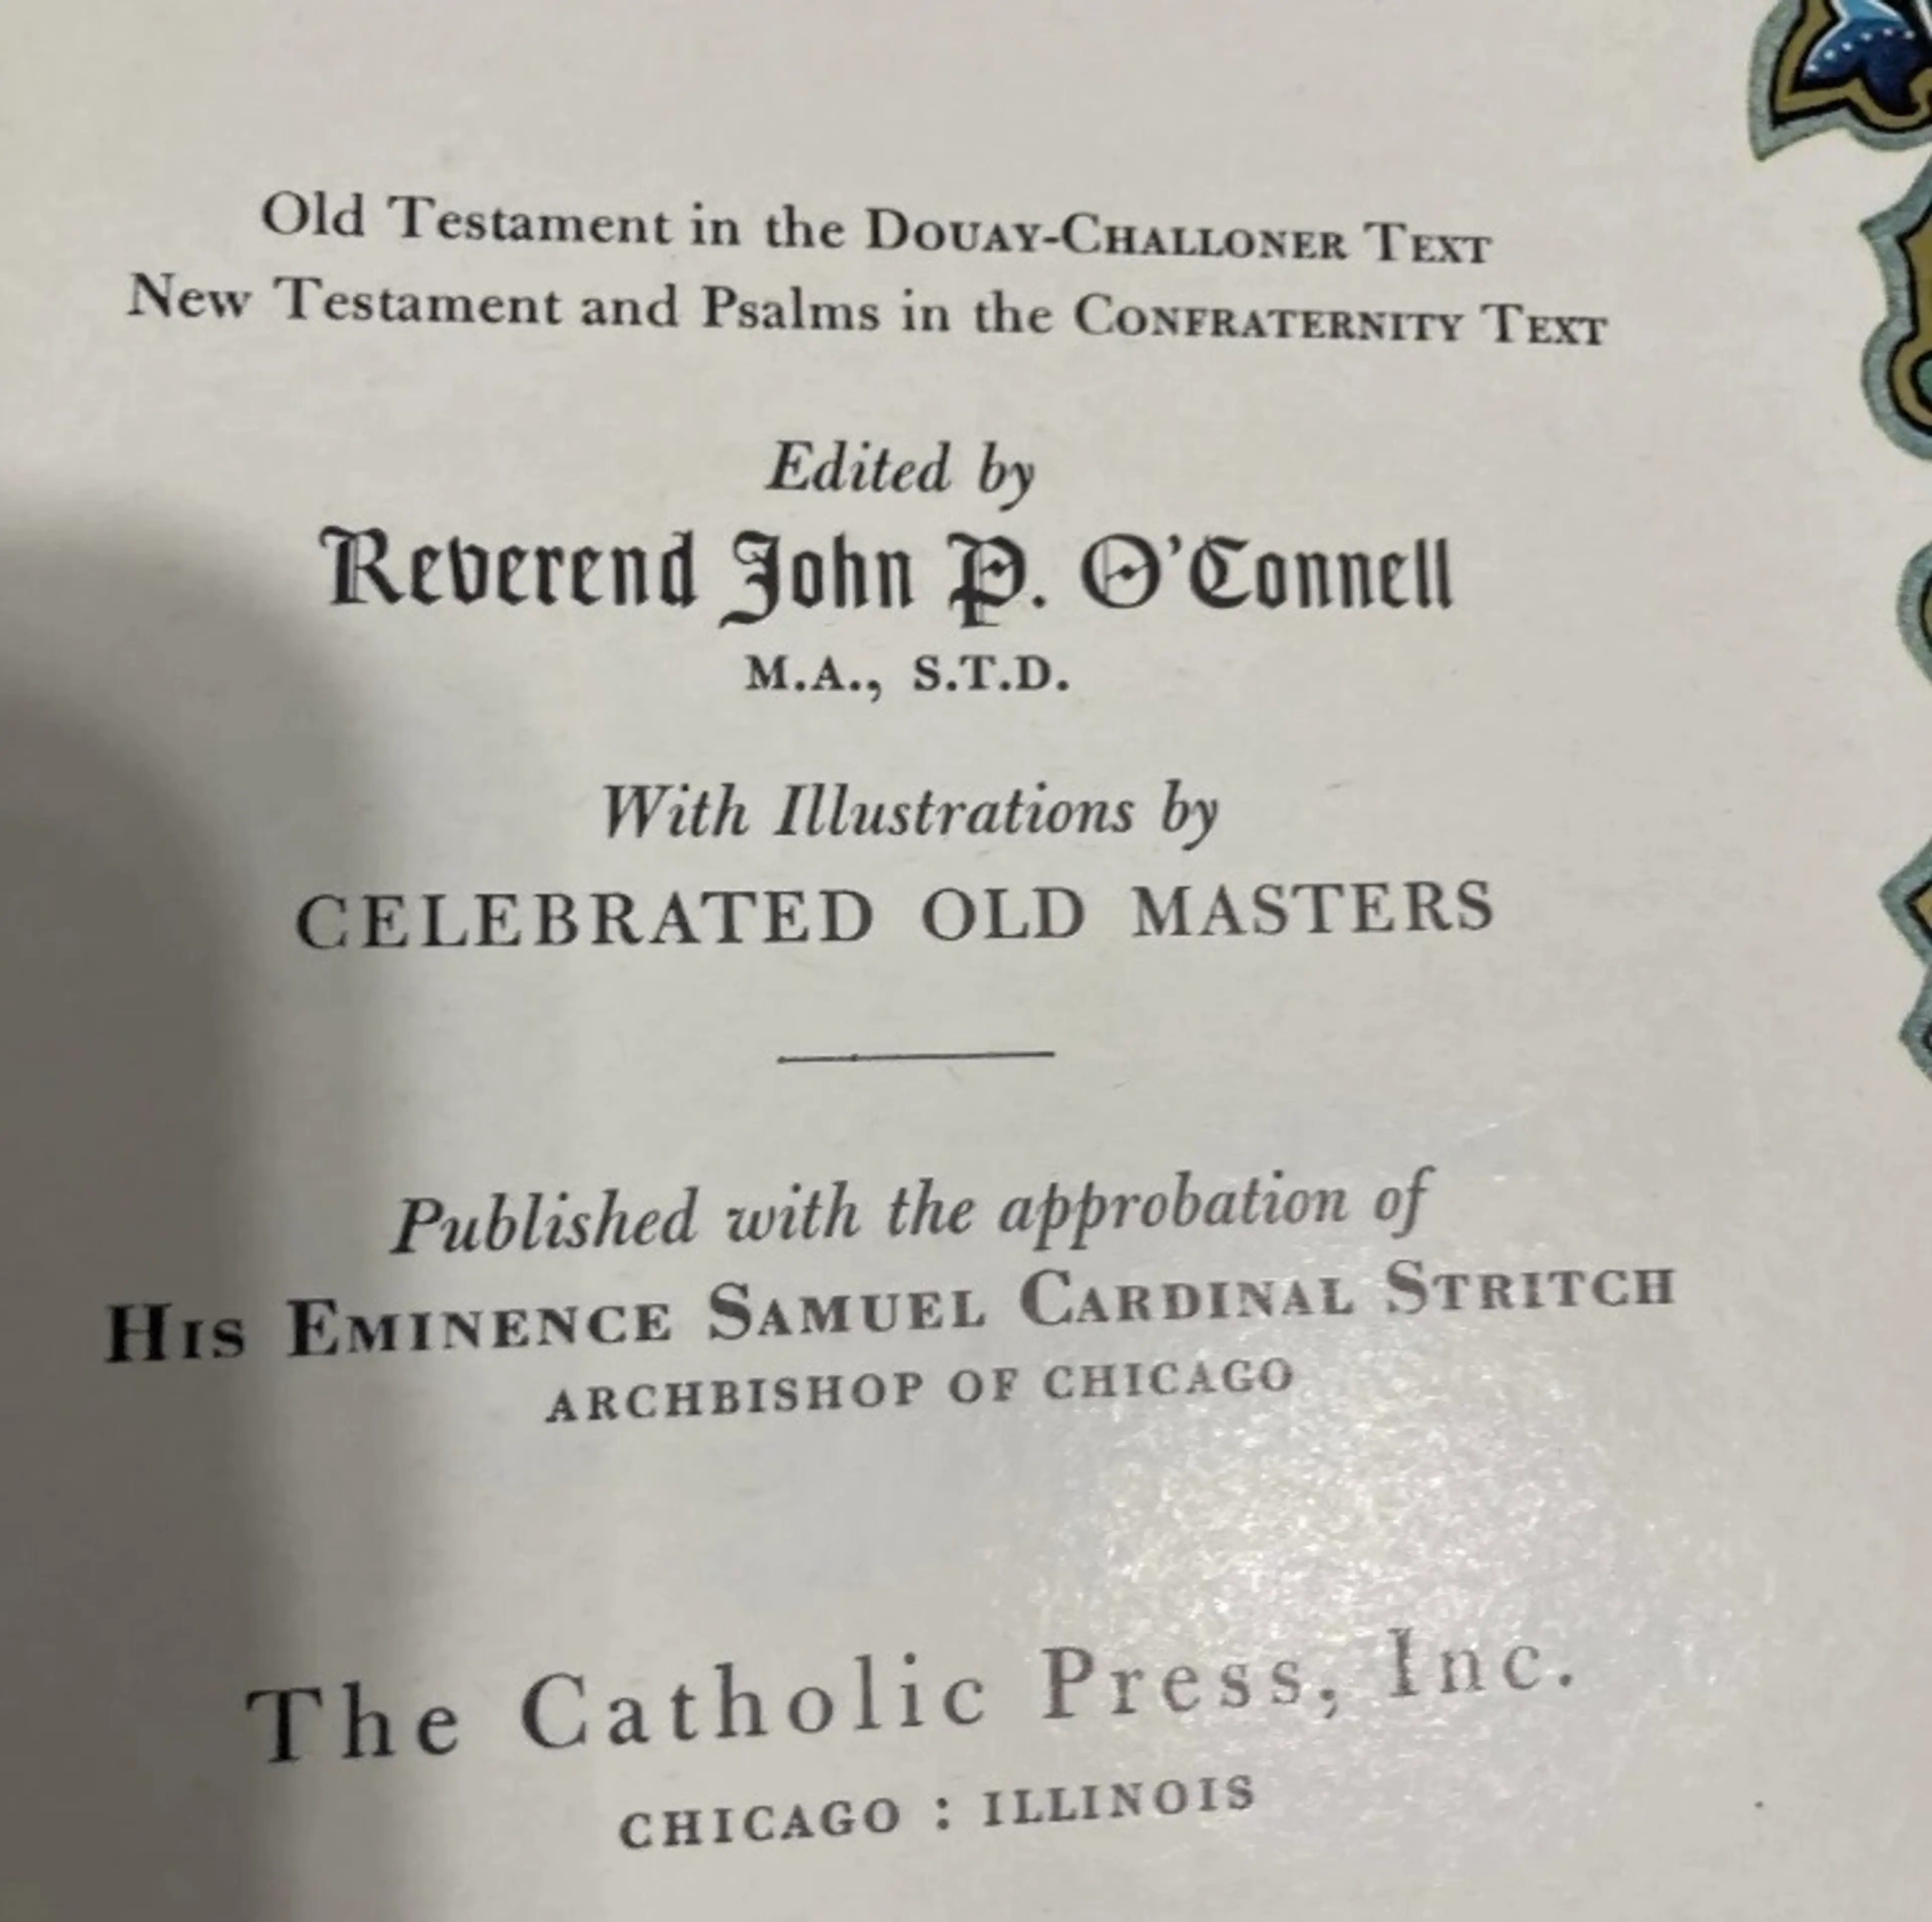 Old Testament in the DOUAY-CHALLONER TEXT
New Testament and Psalms in the CONFRATERNITY TEXT
Edited by
Reverend John P. O'Connell
M.A., S.T.D.
With Illustrations by
CELEBRATED OLD MASTERS
Published with the approbation of
HIS EMINENCE SAMUEL CARDINAL STRITCH
ARCHBISHOP OF CHICAGO
The Catholic Press, Inc.
CHICAGO : ILLINOIS